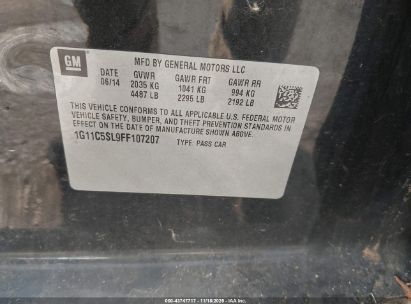 GM
MFD BY GENERAL MOTORS LLC
DATE GVWR GAWR FRT GAWR RR
06/14 2035 KG 1041 KG 994 KG
4487 LB 2295 LB 2192 LB
THIS VEHICLE CONFORMS TO ALL APPLICABLE U.S. FEDERAL MOTOR
VEHICLE SAFETY, BUMPER, AND THEFT PREVENTION STANDARDS IN
EFFECT ON THE DATE OF MANUFACTURE SHOWN ABOVE.
1G11C5SL9FF107207 TYPE: PASS CAR